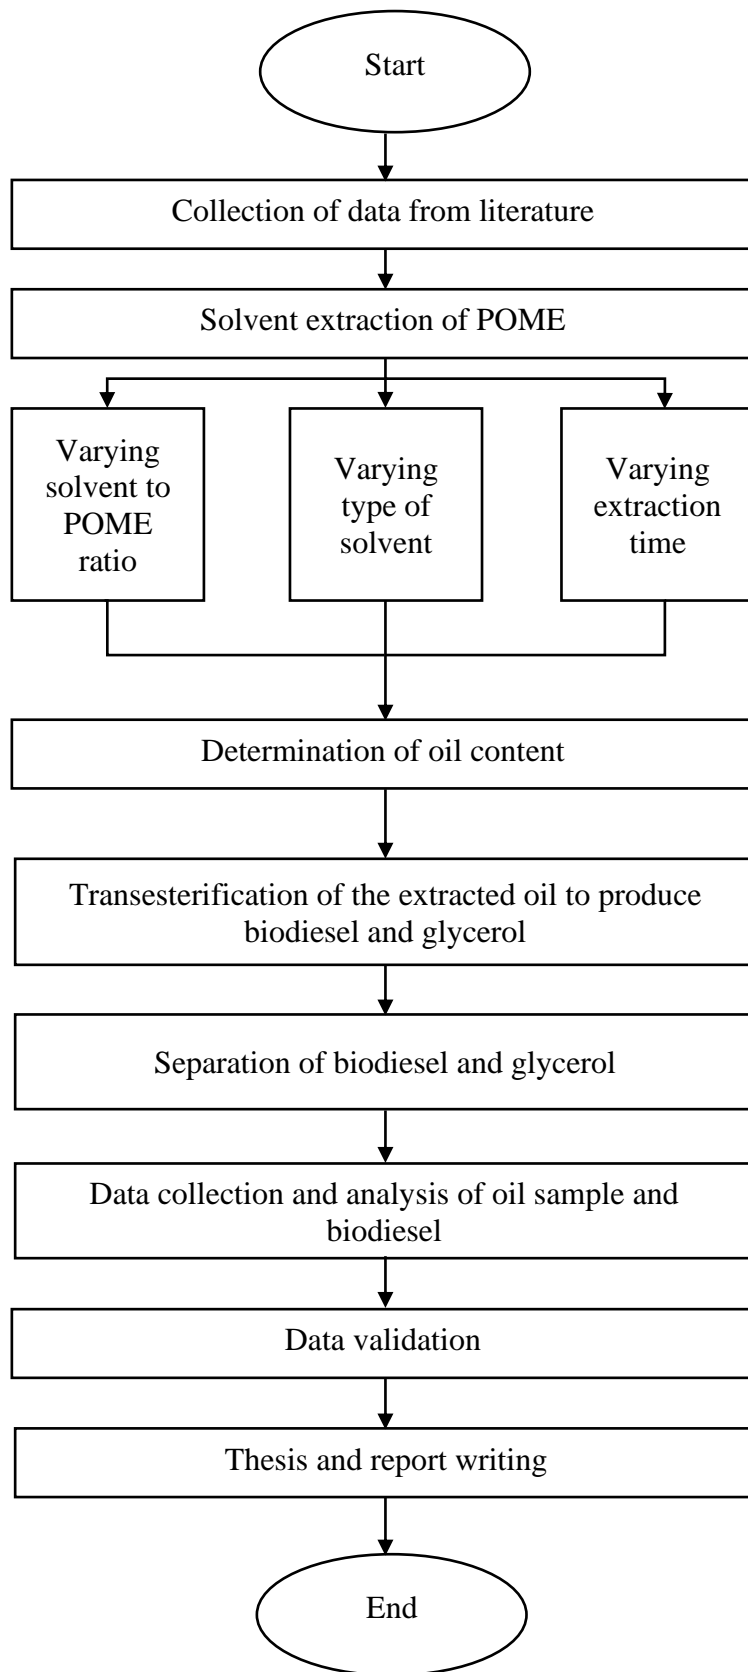 Start
Collection of data from literature
Solvent extraction of POME
Varying
solvent to
POME
ratio
Varying
type of
solvent
Varying
extraction
time
Determination of oil content
Transesterification of the extracted oil to produce
biodiesel and glycerol
Separation of biodiesel and glycerol
Data collection and analysis of oil sample and
biodiesel
Data validation
Thesis and report writing
End